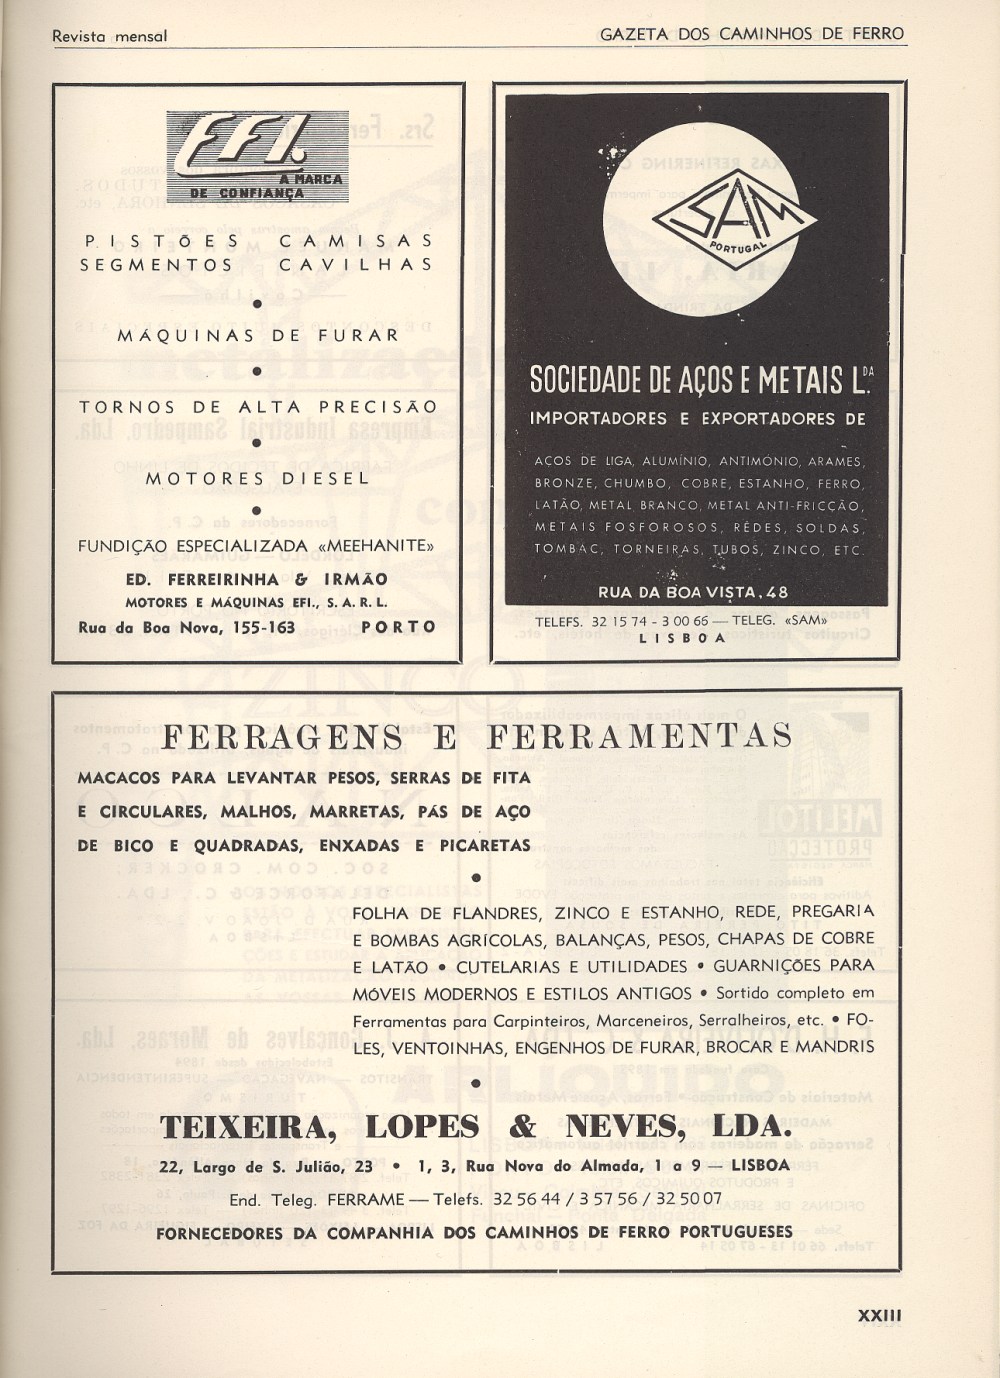 Revista mensal
GAZETA DOS CAMINHOS DE FERRO
EFI.
A MARCA
DE CONFIANÇA
PISTÕES CAMISAS
SEGMENTOS CAVILHAS
•
MÁQUINAS DE FURAR
•
TORNOS DE ALTA PRECISÃO
•
MOTORES DIESEL
•
FUNDIÇÃO ESPECIALIZADA «MEEHANITE»
ED. FERREIRINHA & IRMÃO
MOTORES E MÁQUINAS EFI., S. A. R. L.
Rua da Boa Nova, 155-163 PORTO
SAM
PORTUGAL
SOCIEDADE DE AÇOS E METAIS L.DA
IMPORTADORES E EXPORTADORES DE
AÇOS DE LIGA, ALUMÍNIO, ANTIMÓNIO, ARAMES,
BRONZE, CHUMBO, COBRE, ESTANHO, FERRO,
LATÃO, METAL BRANCO, METAL ANTI-FRICÇÃO,
METAIS FOSFOROSOS, RÊDES, SOLDAS,
TOMBAC, TORNEIRAS, TUBOS, ZINCO, ETC.
RUA DA BOA VISTA, 48
TELEFS. 32 15 74 - 3 00 66 — TELEG. «SAM»
LISBOA
FERRAGENS E FERRAMENTAS
MACACOS PARA LEVANTAR PESOS, SERRAS DE FITA
E CIRCULARES, MALHOS, MARRETAS, PÁS DE AÇO
DE BICO E QUADRADAS, ENXADAS E PICARETAS
•
FOLHA DE FLANDRES, ZINCO E ESTANHO, REDE, PREGARIA
E BOMBAS AGRÍCOLAS, BALANÇAS, PESOS, CHAPAS DE COBRE
E LATÃO • CUTELARIAS E UTILIDADES • GUARNIÇÕES PARA
MÓVEIS MODERNOS E ESTILOS ANTIGOS • Sortido completo em
Ferramentas para Carpinteiros, Marceneiros, Serralheiros, etc. • FO-
LES, VENTOINHAS, ENGENHOS DE FURAR, BROCAR E MANDRIS
•
TEIXEIRA, LOPES & NEVES, LDA.
22, Largo de S. Julião, 23 • 1, 3, Rua Nova do Almada, 1 a 9 — LISBOA
End. Teleg. FERRAME — Telefs. 32 56 44 / 3 57 56 / 32 50 07
FORNECEDORES DA COMPANHIA DOS CAMINHOS DE FERRO PORTUGUESES
XXIII